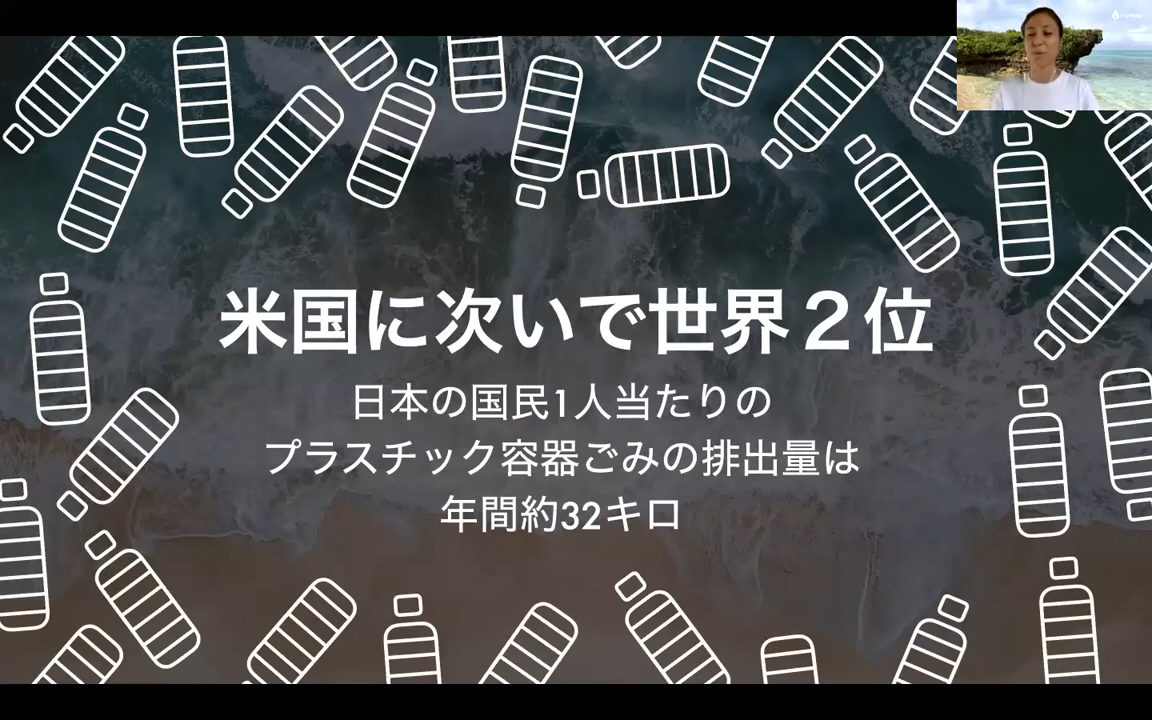 米国に次いで世界２位
日本の国民1人当たりの
プラスチック容器ごみの排出量は
年間約32キロ